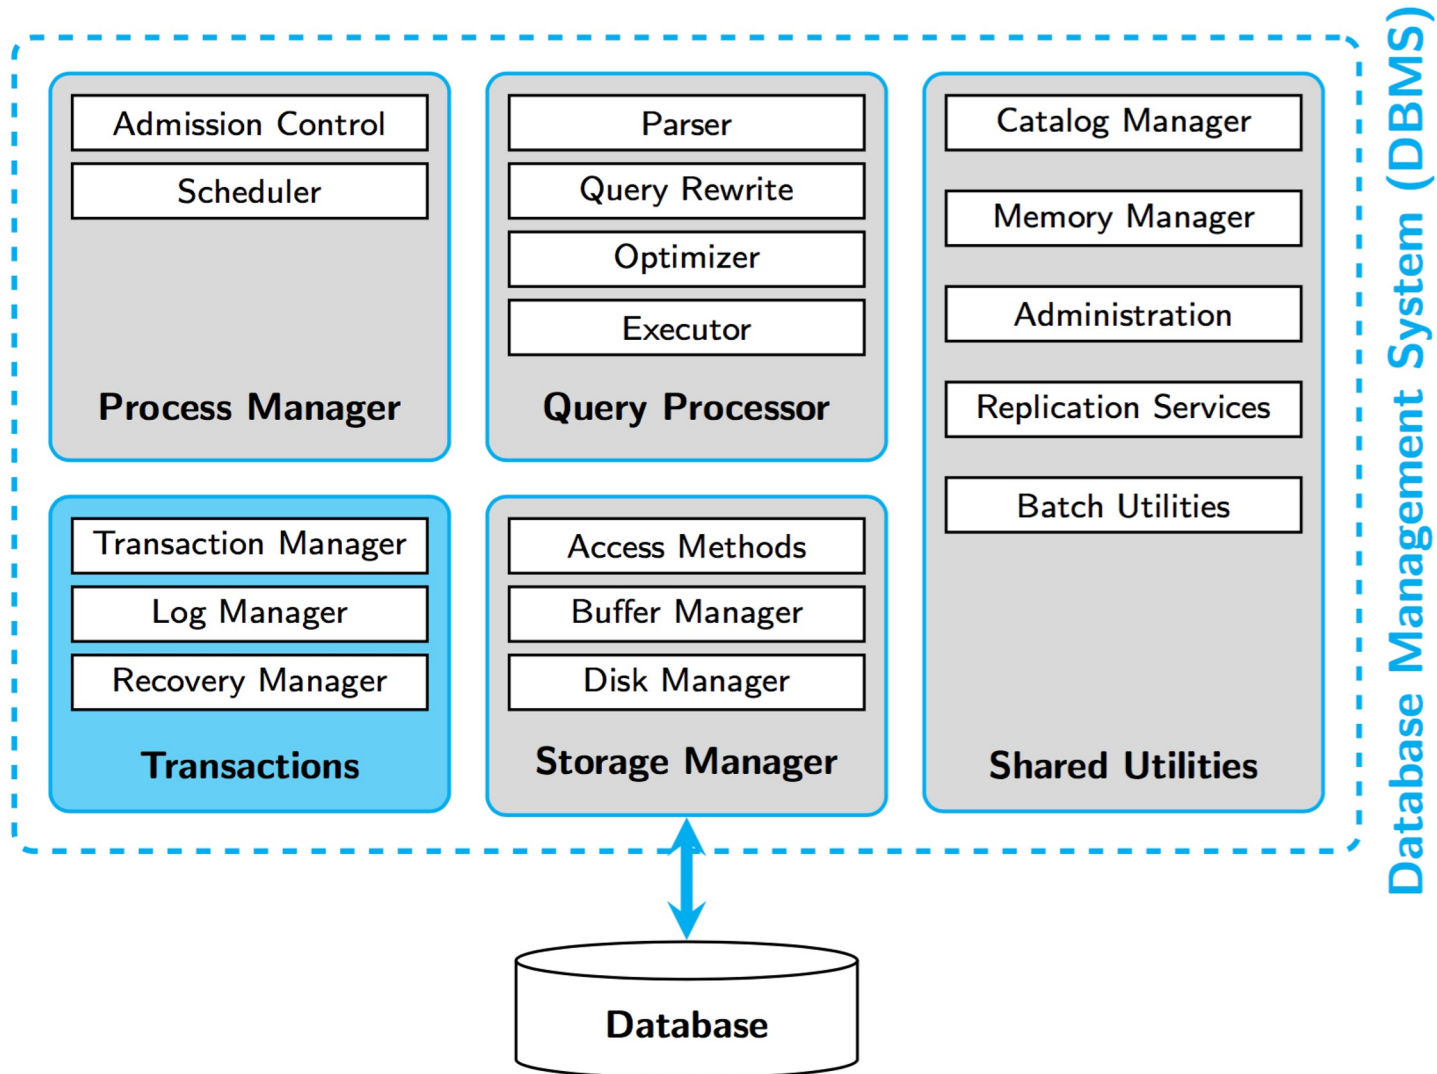 Admission Control
Scheduler
Process Manager
Parser
Query Rewrite
Optimizer
Executor
Query Processor
Catalog Manager
Memory Manager
Administration
Replication Services
Batch Utilities
Shared Utilities
Transaction Manager
Log Manager
Recovery Manager
Transactions
Access Methods
Buffer Manager
Disk Manager
Storage Manager
Database
Database Management System (DBMS)